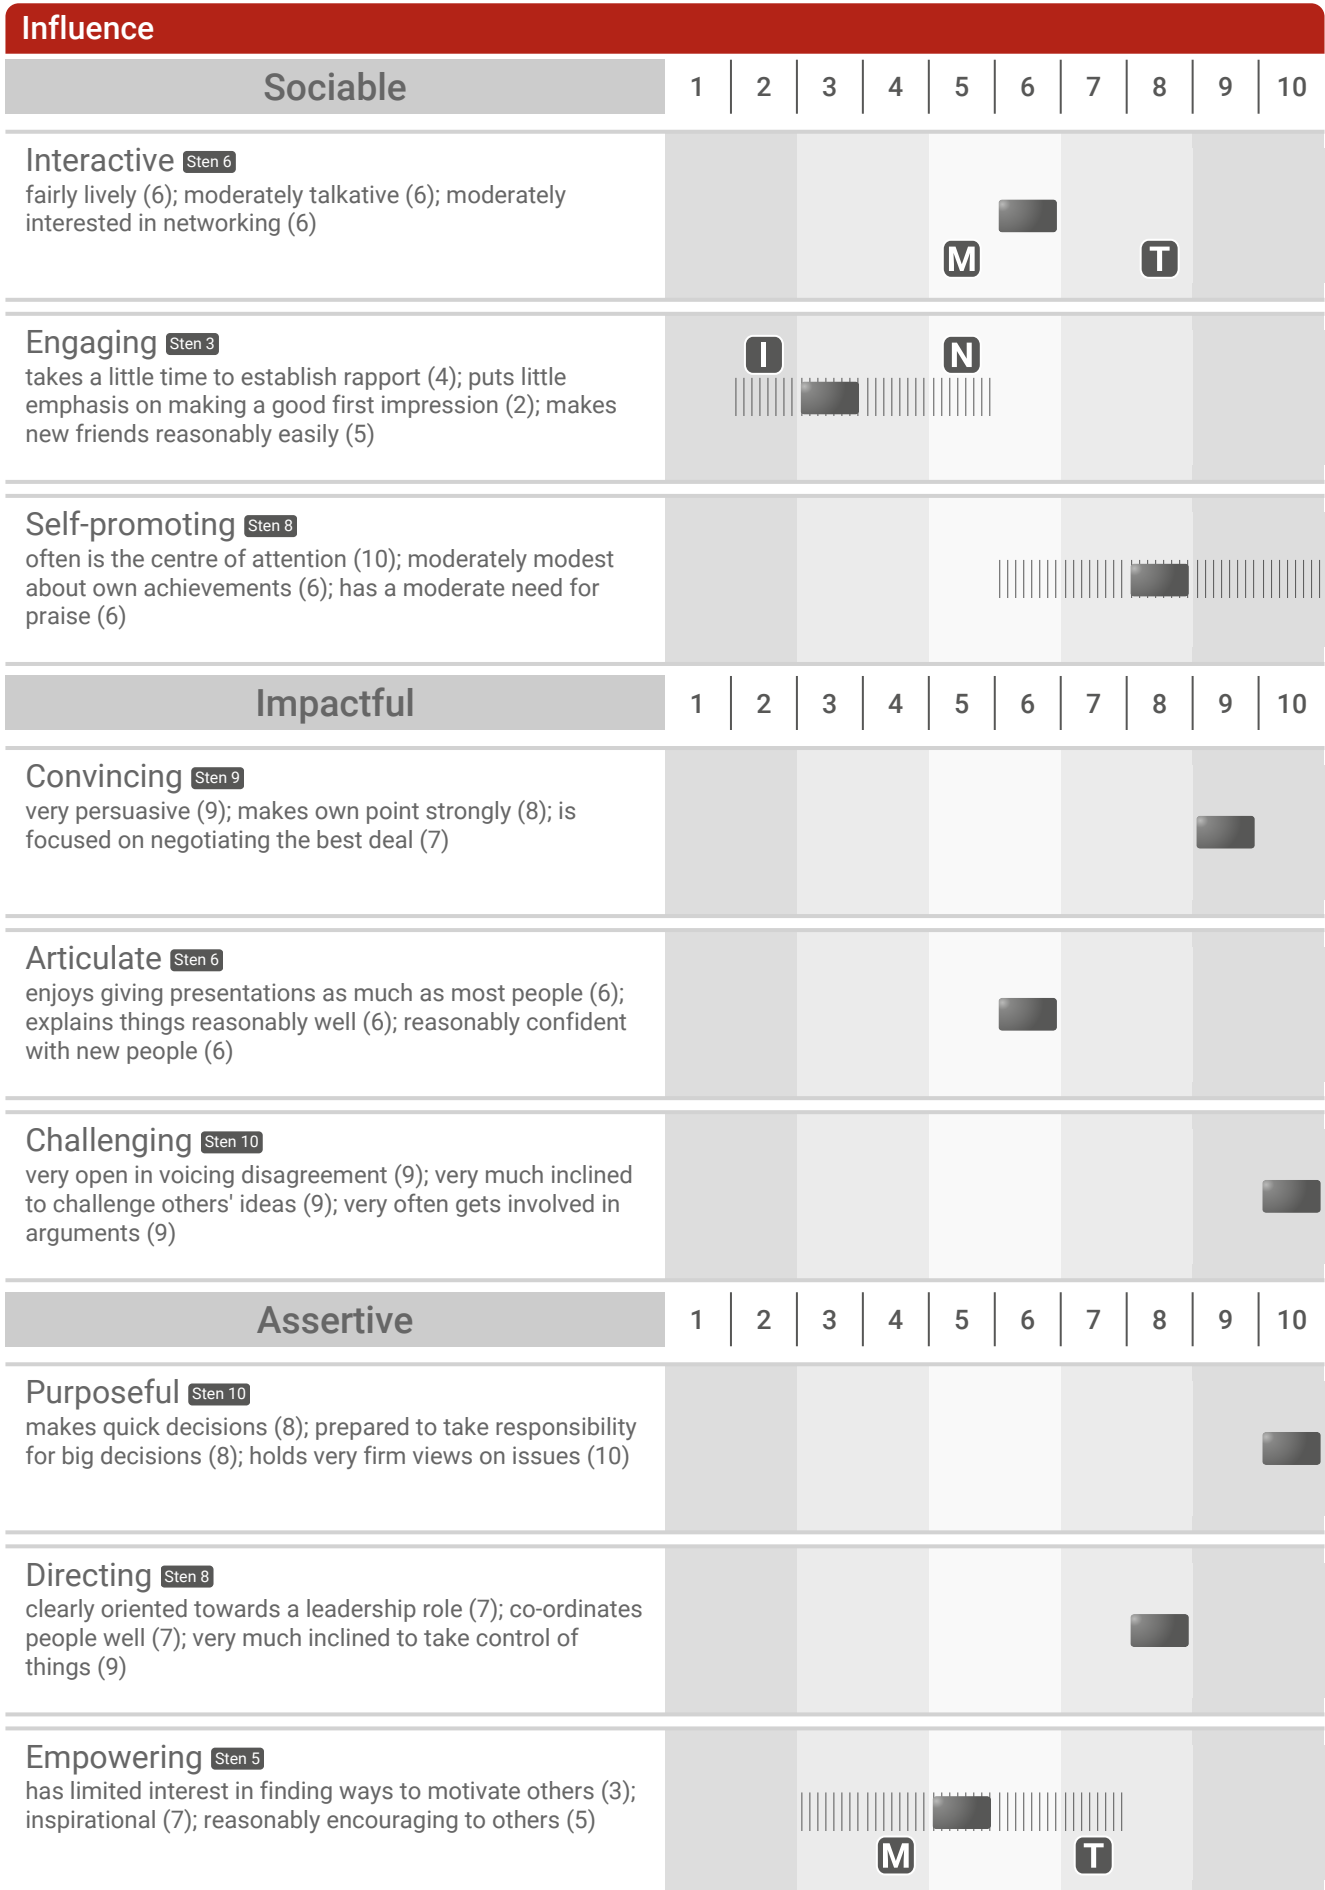 Influence
Sociable 1 2 3 4 5 6 7 8 9 10
Interactive Sten 6
fairly lively (6); moderately talkative (6); moderately
interested in networking (6)
M T
Engaging Sten 3
I N
takes a little time to establish rapport (4); puts little
emphasis on making a good first impression (2); makes
new friends reasonably easily (5)
Self-promoting Sten 8
often is the centre of attention (10); moderately modest
about own achievements (6); has a moderate need for
praise (6)
Impactful 1 2 3 4 5 6 7 8 9 10
Convincing Sten 9
very persuasive (9); makes own point strongly (8); is
focused on negotiating the best deal (7)
Articulate Sten 6
enjoys giving presentations as much as most people (6);
explains things reasonably well (6); reasonably confident
with new people (6)
Challenging Sten 10
very open in voicing disagreement (9); very much inclined
to challenge others' ideas (9); very often gets involved in
arguments (9)
Assertive 1 2 3 4 5 6 7 8 9 10
Purposeful Sten 10
makes quick decisions (8); prepared to take responsibility
for big decisions (8); holds very firm views on issues (10)
Directing Sten 8
clearly oriented towards a leadership role (7); co-ordinates
people well (7); very much inclined to take control of
things (9)
Empowering Sten 5
has limited interest in finding ways to motivate others (3);
inspirational (7); reasonably encouraging to others (5)
M T